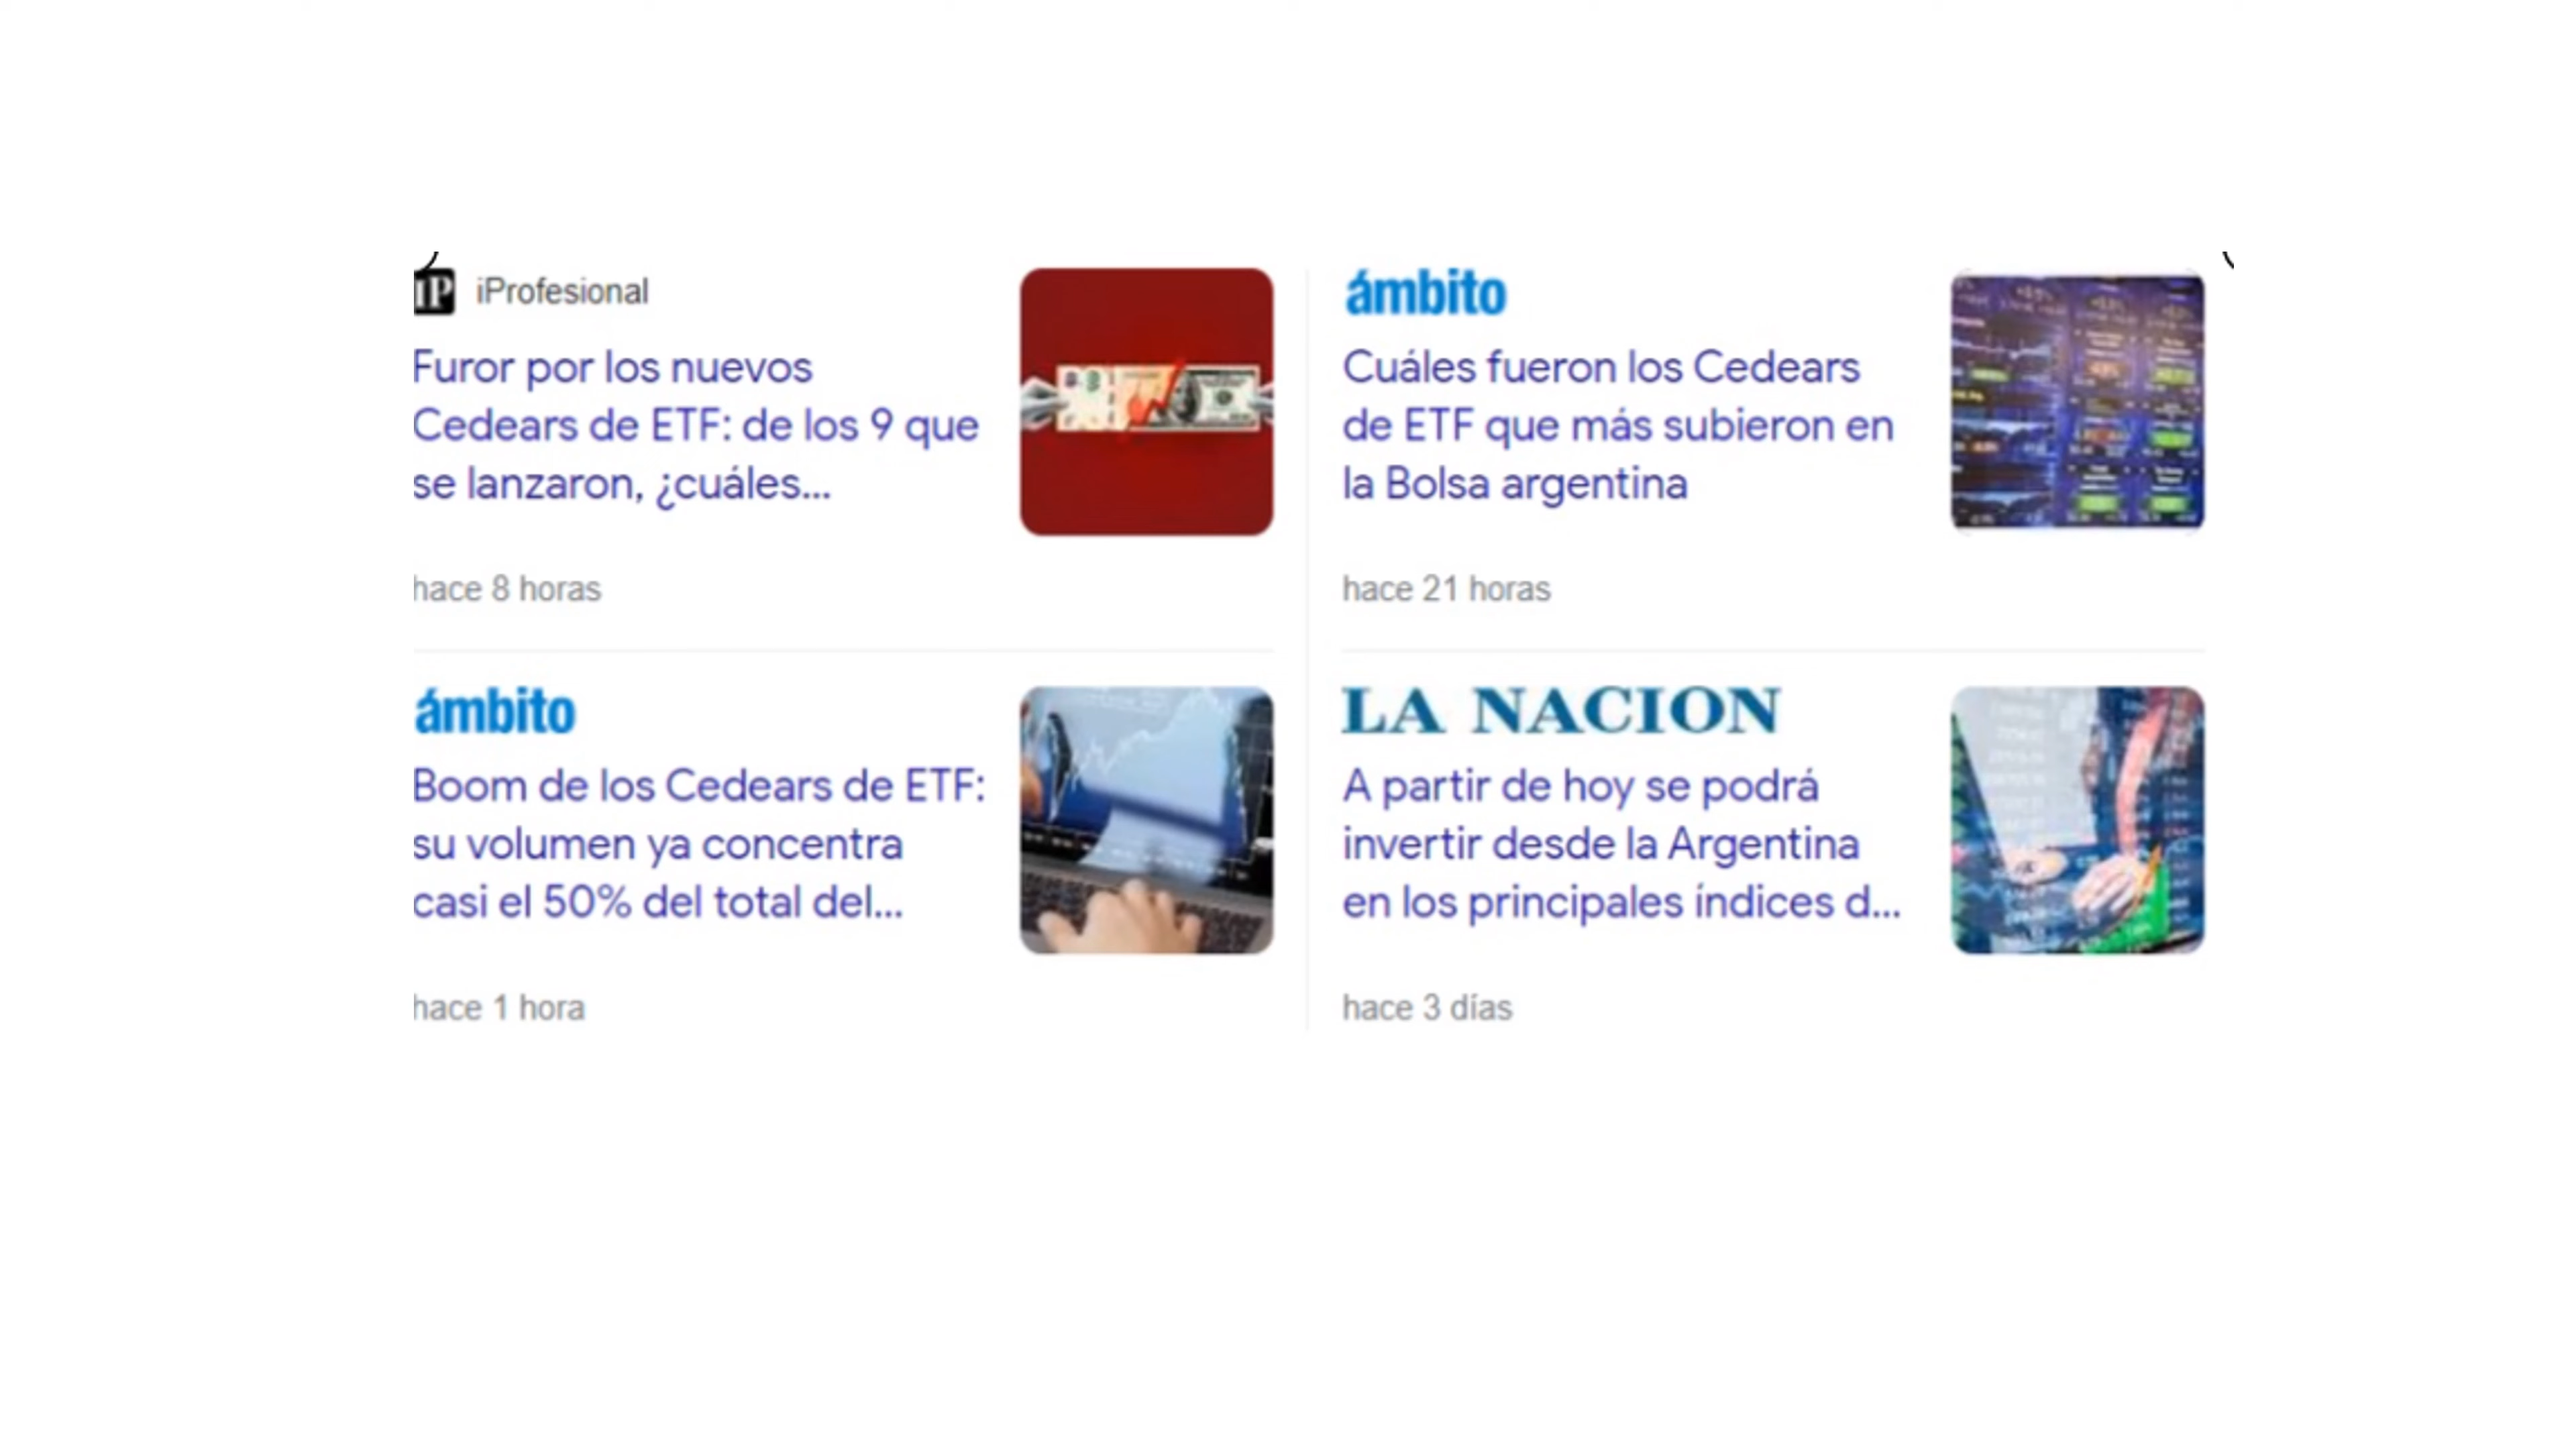 iP iProfesional
Furor por los nuevos
Cedears de ETF: de los 9 que
se lanzaron, ¿cuáles...
hace 8 horas
ámbito
Cuáles fueron los Cedears
de ETF que más subieron en
la Bolsa argentina
hace 21 horas
ámbito
Boom de los Cedears de ETF:
su volumen ya concentra
casi el 50% del total del...
hace 1 hora
LA NACION
A partir de hoy se podrá
invertir desde la Argentina
en los principales índices d...
hace 3 días